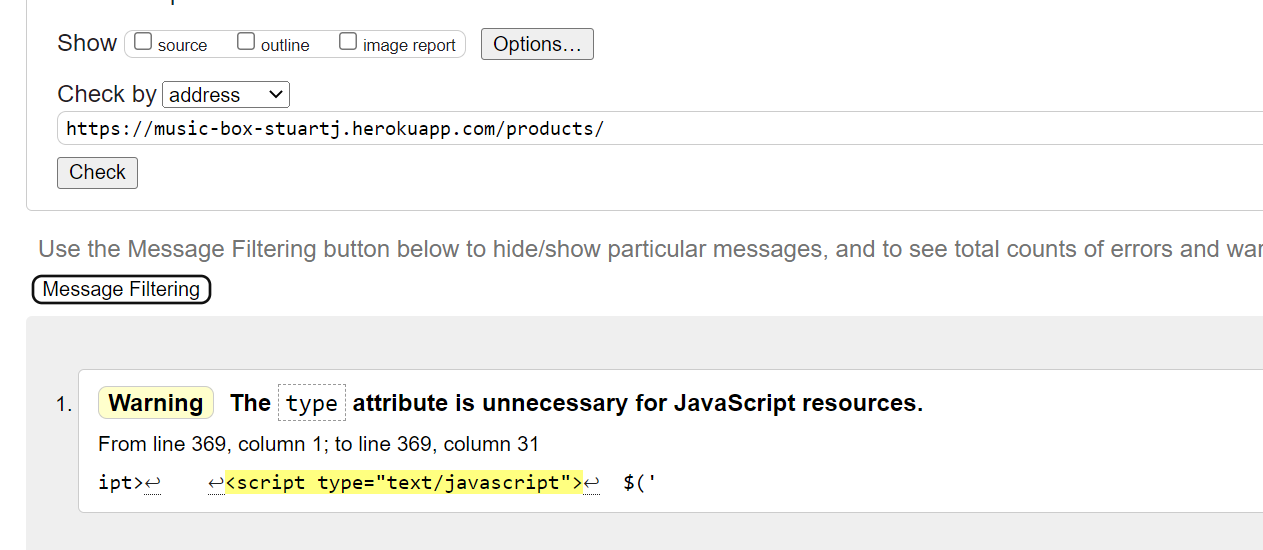 Show source outline image report Options...
Check by address
https://music-box-stuartj.herokuapp.com/products/
Check
Use the Message Filtering button below to hide/show particular messages, and to see total counts of errors and
Message Filtering
1. Warning The type attribute is unnecessary for JavaScript resources.
From line 369, column 1; to line 369, column 31
ipt>↩ ↩<script type="text/javascript">↩ $('